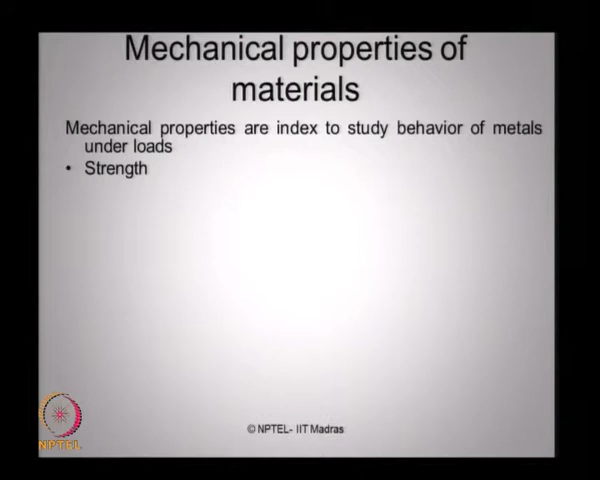 Mechanical properties of
materials
Mechanical properties are index to study behavior of metals
under loads
• Strength
NPTEL
© NPTEL- IIT Madras